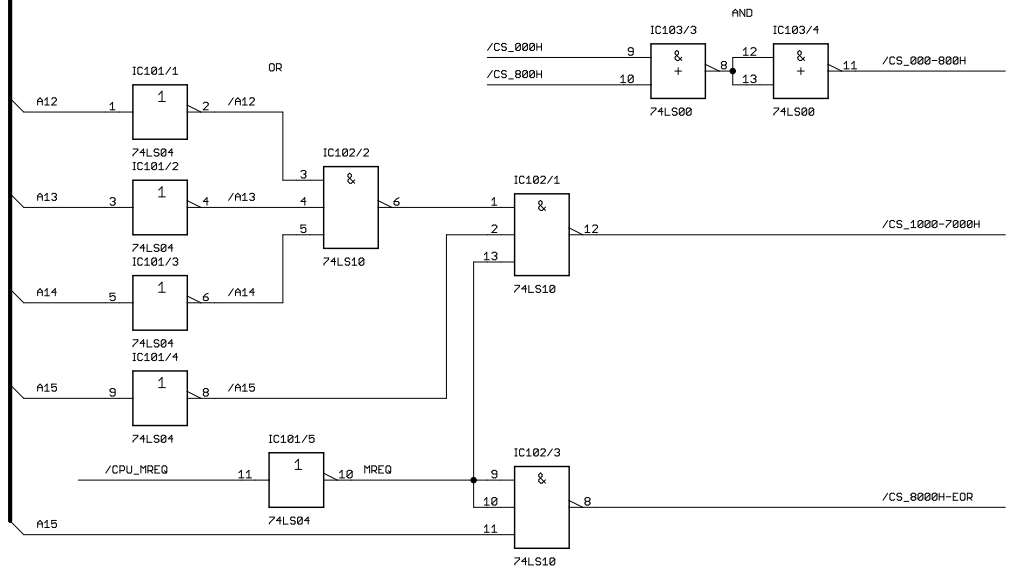 AND
IC103/3
IC103/4
/CS_000H 9 & + 8 12 & + 11 /CS_000-800H
/CS_800H 10 13
74LS00
74LS00
OR
IC101/1
A12 1 1 2 /A12
74LS04
IC101/2
A13 3 1 4 /A13
74LS04
IC101/3
A14 5 1 6 /A14
74LS04
IC101/4
A15 9 1 8 /A15
74LS04
IC102/2
3 &
4 6
5
74LS10
IC102/1
1 &
2 12 /CS_1000-7000H
13
74LS10
IC101/5
/CPU_MREQ 11 1 10 MREQ
74LS04
IC102/3
9 &
10 8 /CS_8000H-EOR
A15 11
74LS10